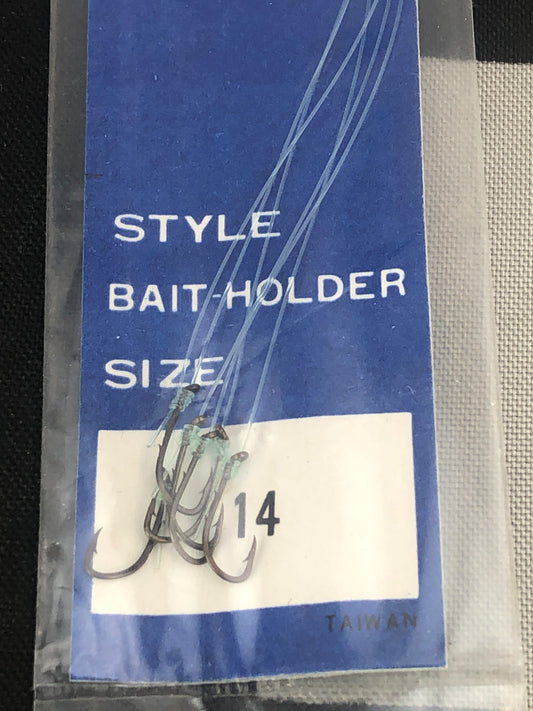 STYLE
BAIT-HOLDER
SIZE
14
TAIWAN